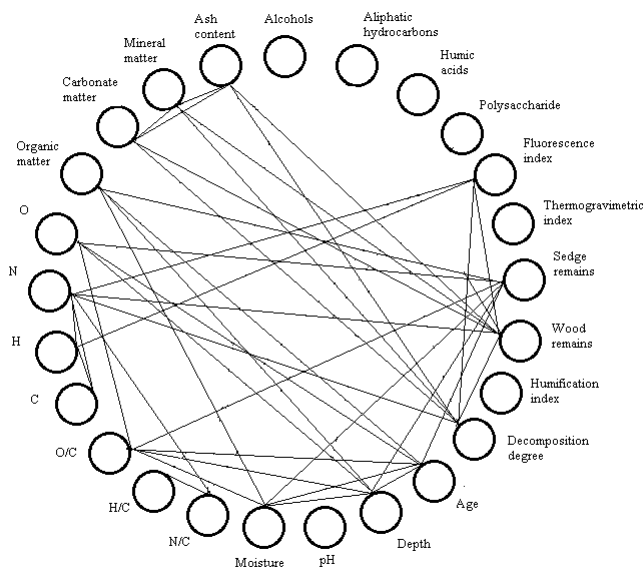 Ash
content
Alcohols
Aliphatic
hydrocarbons
Mineral
matter
Humic
acids
Carbonate
matter
Polysaccharide
Organic
matter
Fluorescence
index
O
Thermogravimetric
index
N
Sedge
remains
H
Wood
remains
C
Humification
index
O/C
Decomposition
degree
H/C
Age
N/C
Moisture
pH
Depth